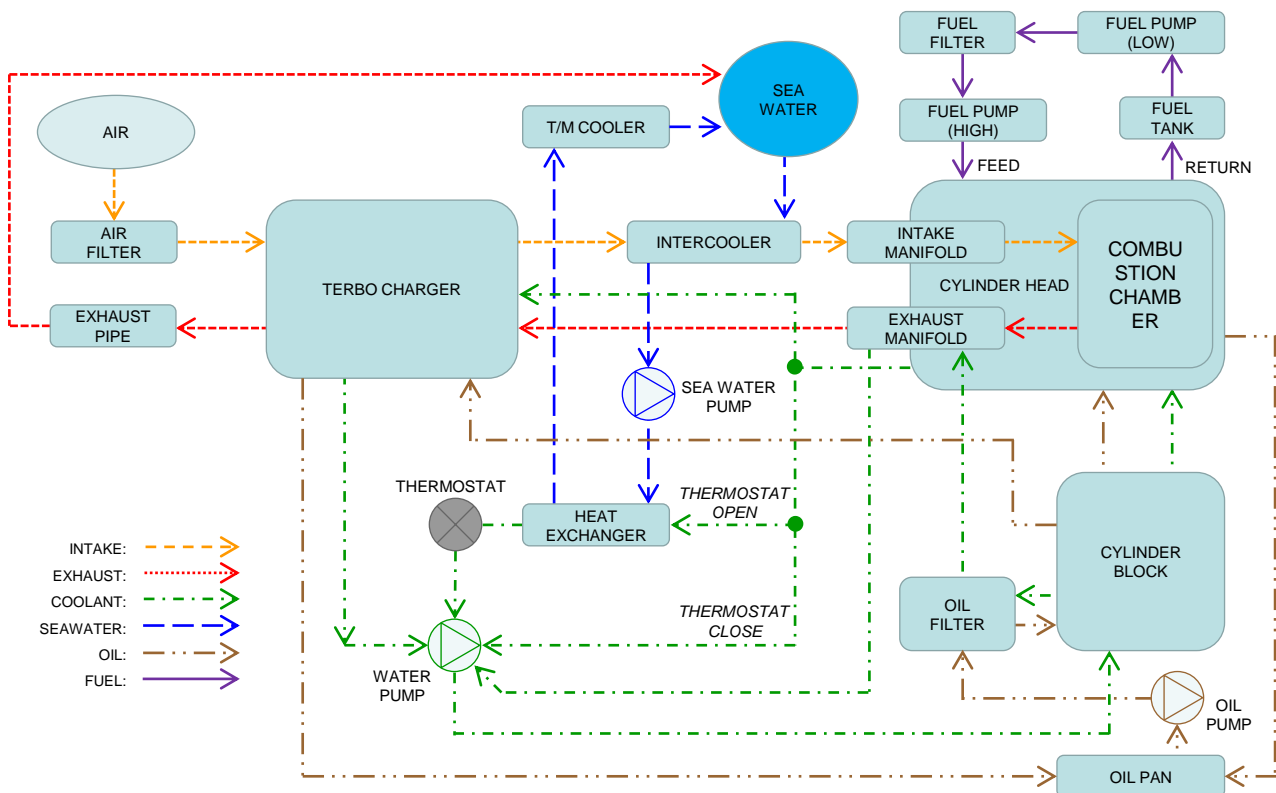 FUEL
FILTER
FUEL PUMP
(LOW)
SEA
WATER
AIR
T/M COOLER
FUEL PUMP
(HIGH)
FUEL
TANK
FEED
RETURN
AIR
FILTER
TERBO CHARGER
INTERCOOLER
INTAKE
MANIFOLD
COMBU
STION
CHAMB
ER
CYLINDER HEAD
EXHAUST
PIPE
EXHAUST
MANIFOLD
SEA WATER
PUMP
THERMOSTAT
THERMOSTAT
OPEN
HEAT
EXCHANGER
CYLINDER
BLOCK
INTAKE:
EXHAUST:
COOLANT:
SEAWATER:
OIL:
FUEL:
OIL
FILTER
THERMOSTAT
CLOSE
WATER
PUMP
OIL
PUMP
OIL PAN